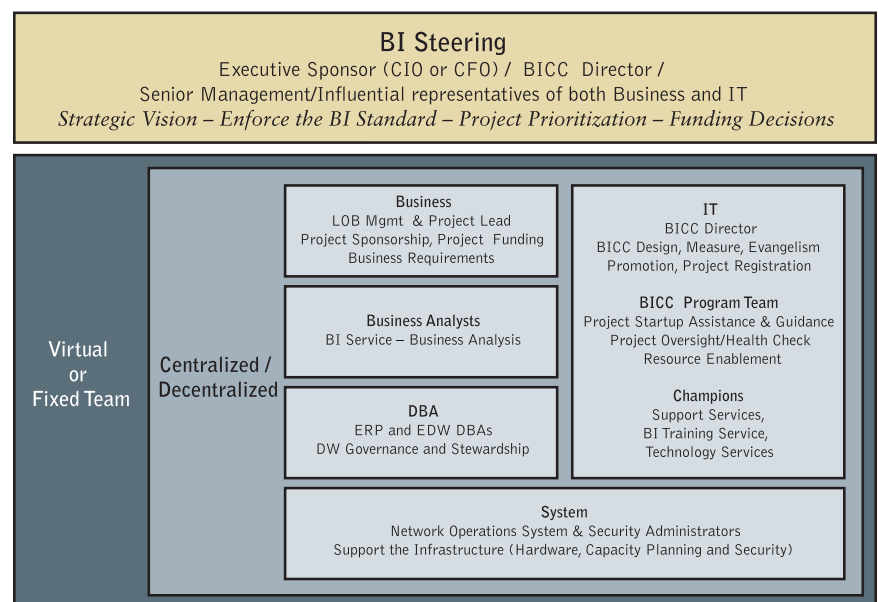 BI Steering
Executive Sponsor (CIO or CFO) / BICC Director /
Senior Management/Influential representatives of both Business and IT
Strategic Vision – Enforce the BI Standard – Project Prioritization – Funding Decisions
Virtual
or
Fixed Team
Centralized /
Decentralized
Business
LOB Mgmt & Project Lead
Project Sponsorship, Project Funding
Business Requirements
Business Analysts
BI Service – Business Analysis
DBA
ERP and EDW DBAs
DW Governance and Stewardship
IT
BICC Director
BICC Design, Measure, Evangelism
Promotion, Project Registration
BICC Program Team
Project Startup Assistance & Guidance
Project Oversight/Health Check
Resource Enablement
Champions
Support Services,
BI Training Service,
Technology Services
System
Network Operations System & Security Administrators
Support the Infrastructure (Hardware, Capacity Planning and Security)